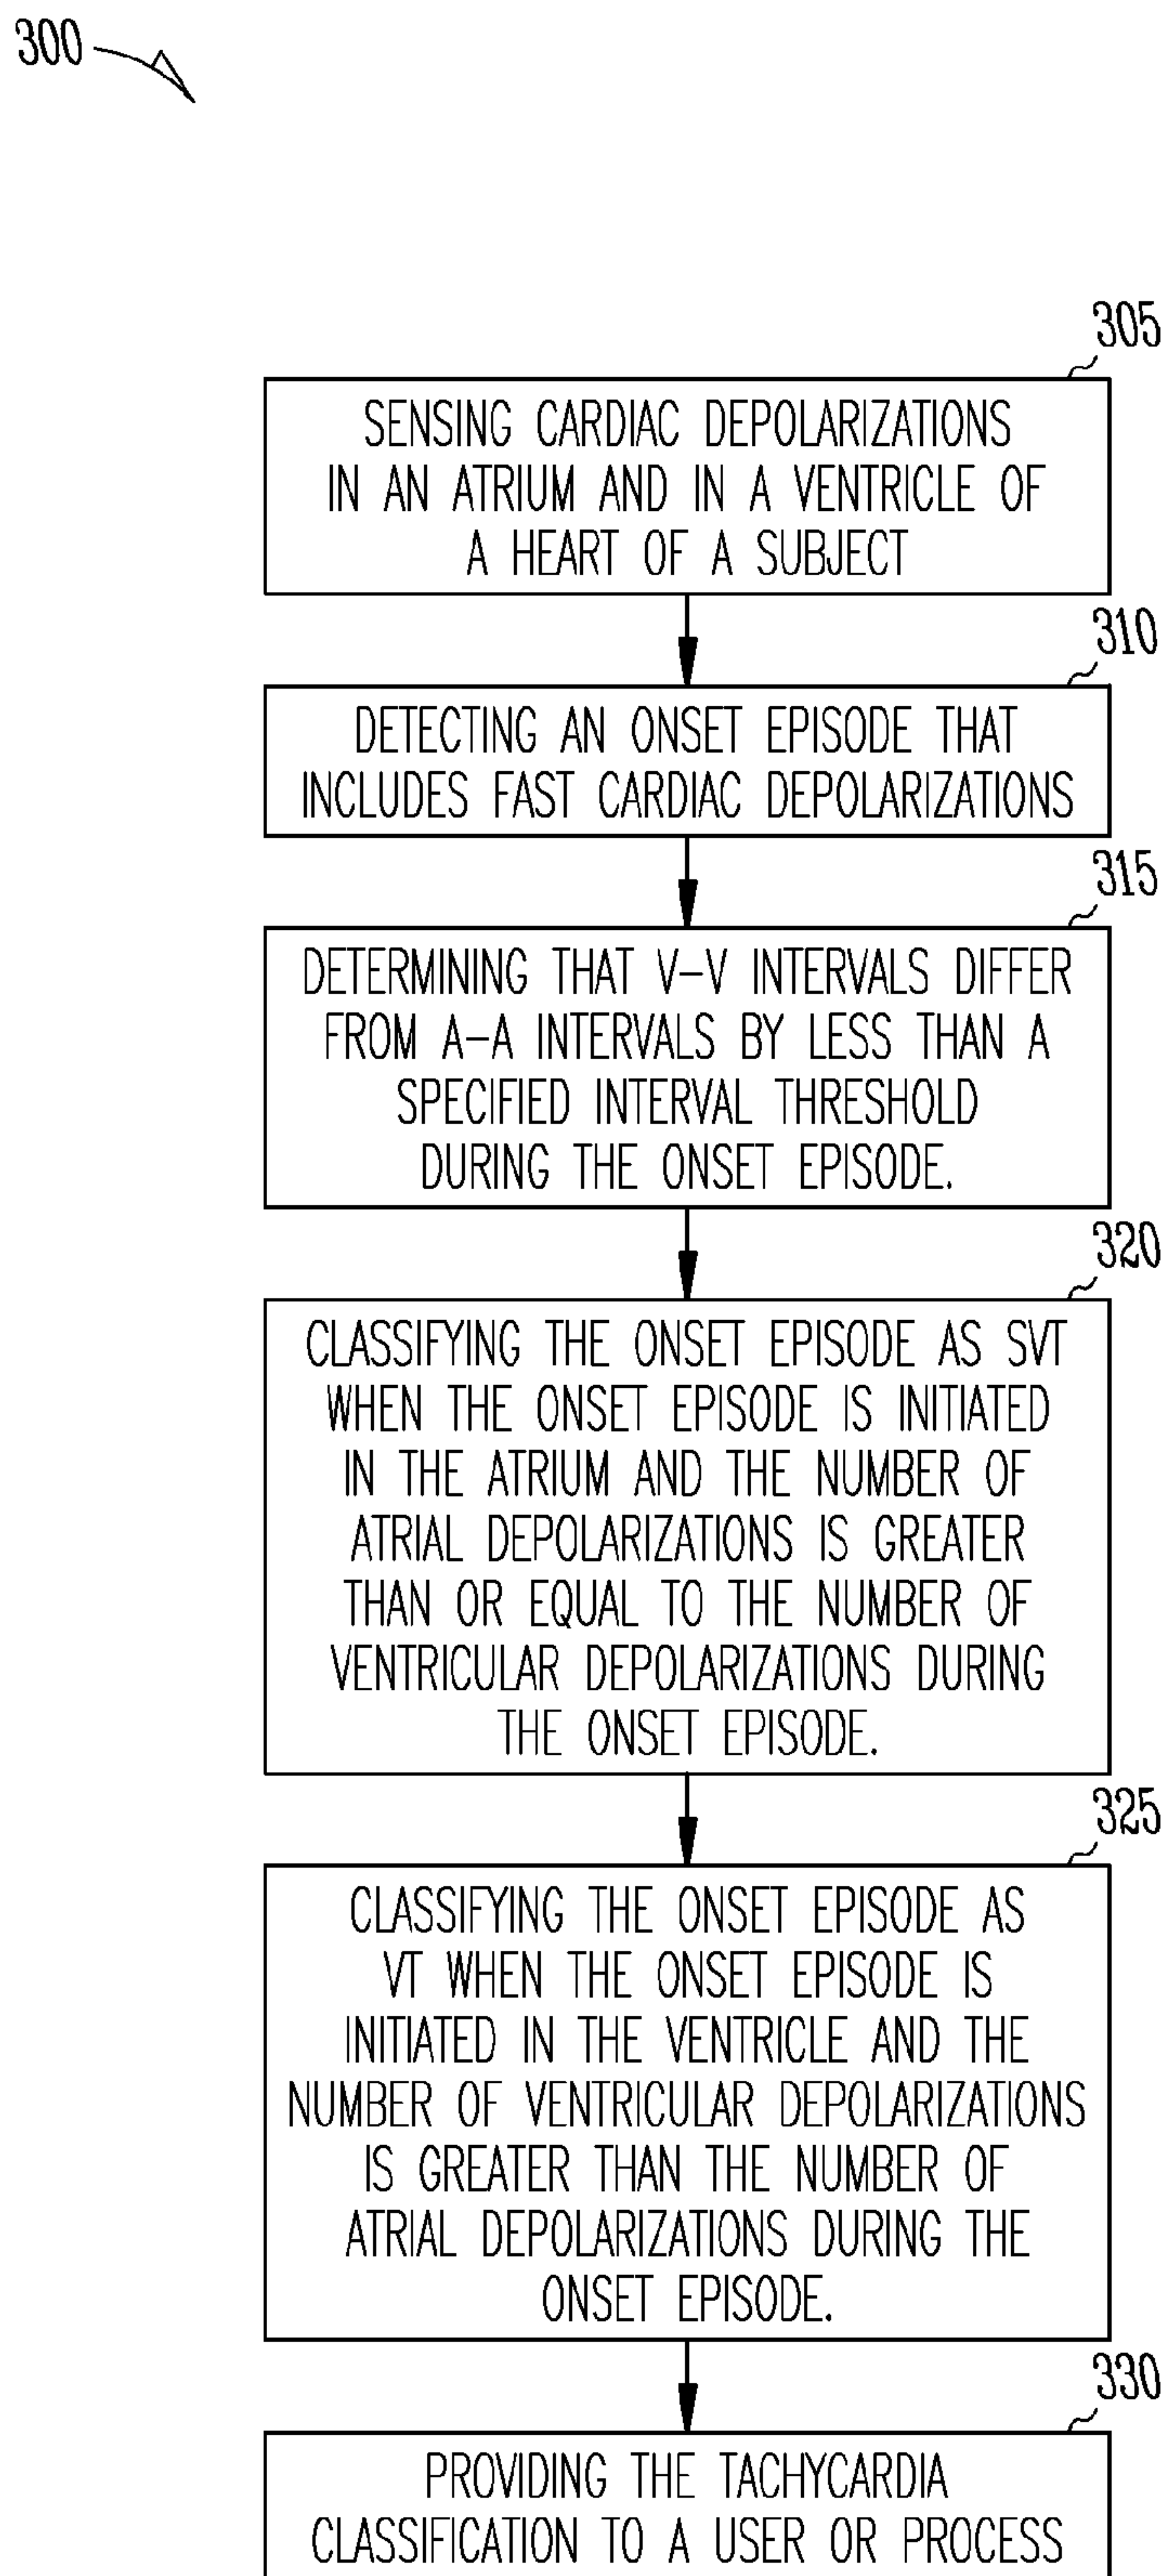 300
305
SENSING CARDIAC DEPOLARIZATIONS
IN AN ATRIUM AND IN A VENTRICLE OF
A HEART OF A SUBJECT
310
DETECTING AN ONSET EPISODE THAT
INCLUDES FAST CARDIAC DEPOLARIZATIONS
315
DETERMINING THAT V-V INTERVALS DIFFER
FROM A-A INTERVALS BY LESS THAN A
SPECIFIED INTERVAL THRESHOLD
DURING THE ONSET EPISODE.
320
CLASSIFYING THE ONSET EPISODE AS SVT
WHEN THE ONSET EPISODE IS INITIATED
IN THE ATRIUM AND THE NUMBER OF
ATRIAL DEPOLARIZATIONS IS GREATER
THAN OR EQUAL TO THE NUMBER OF
VENTRICULAR DEPOLARIZATIONS DURING
THE ONSET EPISODE.
325
CLASSIFYING THE ONSET EPISODE AS
VT WHEN THE ONSET EPISODE IS
INITIATED IN THE VENTRICLE AND THE
NUMBER OF VENTRICULAR DEPOLARIZATIONS
IS GREATER THAN THE NUMBER OF
ATRIAL DEPOLARIZATIONS DURING THE
ONSET EPISODE.
330
PROVIDING THE TACHYCARDIA
CLASSIFICATION TO A USER OR PROCESS